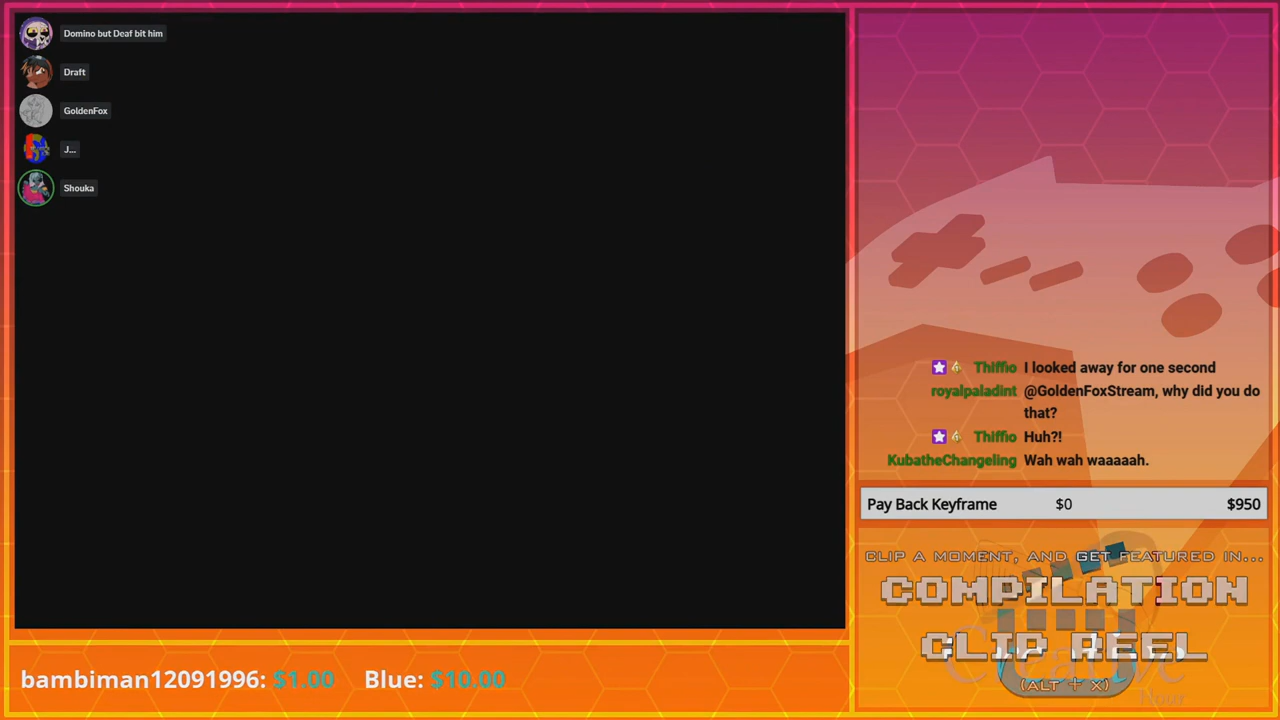 Domino but Deaf bit him
Draft
GoldenFox
J...
Shouka
Thiffio I looked away for one second
royalpaladint @GoldenFoxStream, why did you do
that?
Thiffio Huh?!
KubatheChangeling Wah wah waaaaah.
Pay Back Keyframe $0 $950
CLIP A MOMENT, AND GET FEATURED IN...
COMPILATION
CLIP REEL
Creative
(ALT + X)
Hour
bambiman12091996: $1.00 Blue: $10.00